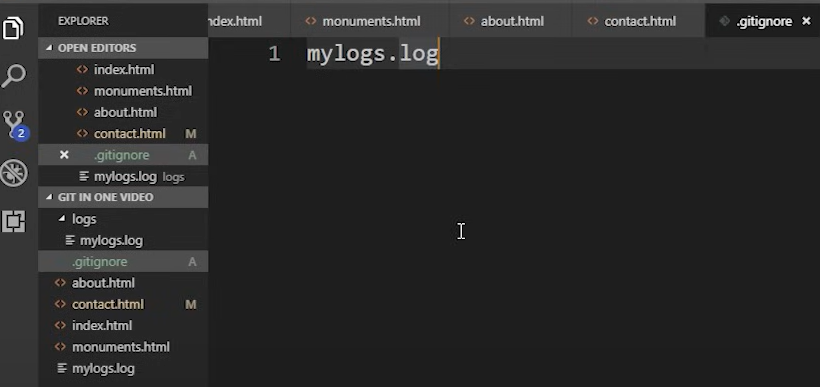 EXPLORER
OPEN EDITORS
index.html
monuments.html
about.html
contact.html M
.gitignore A
mylogs.log logs
GIT IN ONE VIDEO
logs
mylogs.log
.gitignore A
about.html
contact.html M
index.html
monuments.html
mylogs.log
2
ndex.html monuments.html about.html contact.html .gitignore
1 mylogs.log